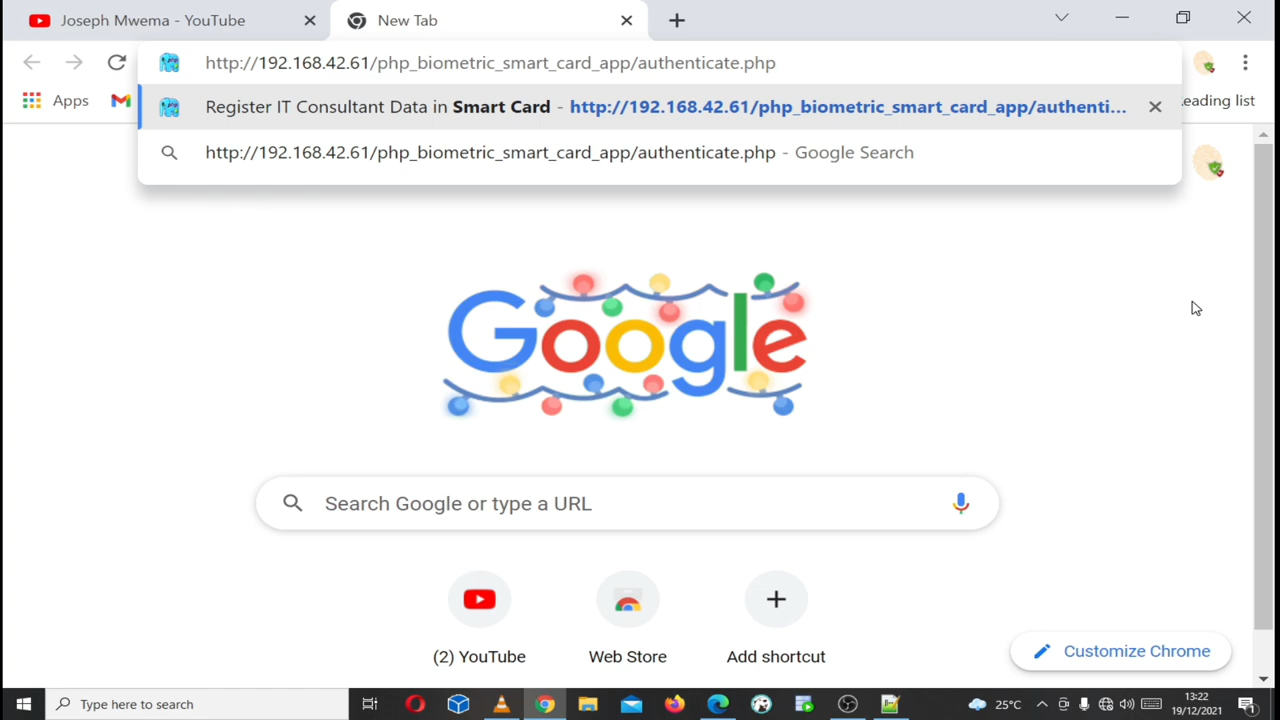 Joseph Mwema - YouTube
New Tab
http://192.168.42.61/php_biometric_smart_card_app/authenticate.php
Apps
Register IT Consultant Data in Smart Card - http://192.168.42.61/php_biometric_smart_card_app/authenti...
eading list
http://192.168.42.61/php_biometric_smart_card_app/authenticate.php - Google Search
Google
Search Google or type a URL
(2) YouTube
Web Store
Add shortcut
Customize Chrome
Type here to search
25°C
13:22
19/12/2021
1